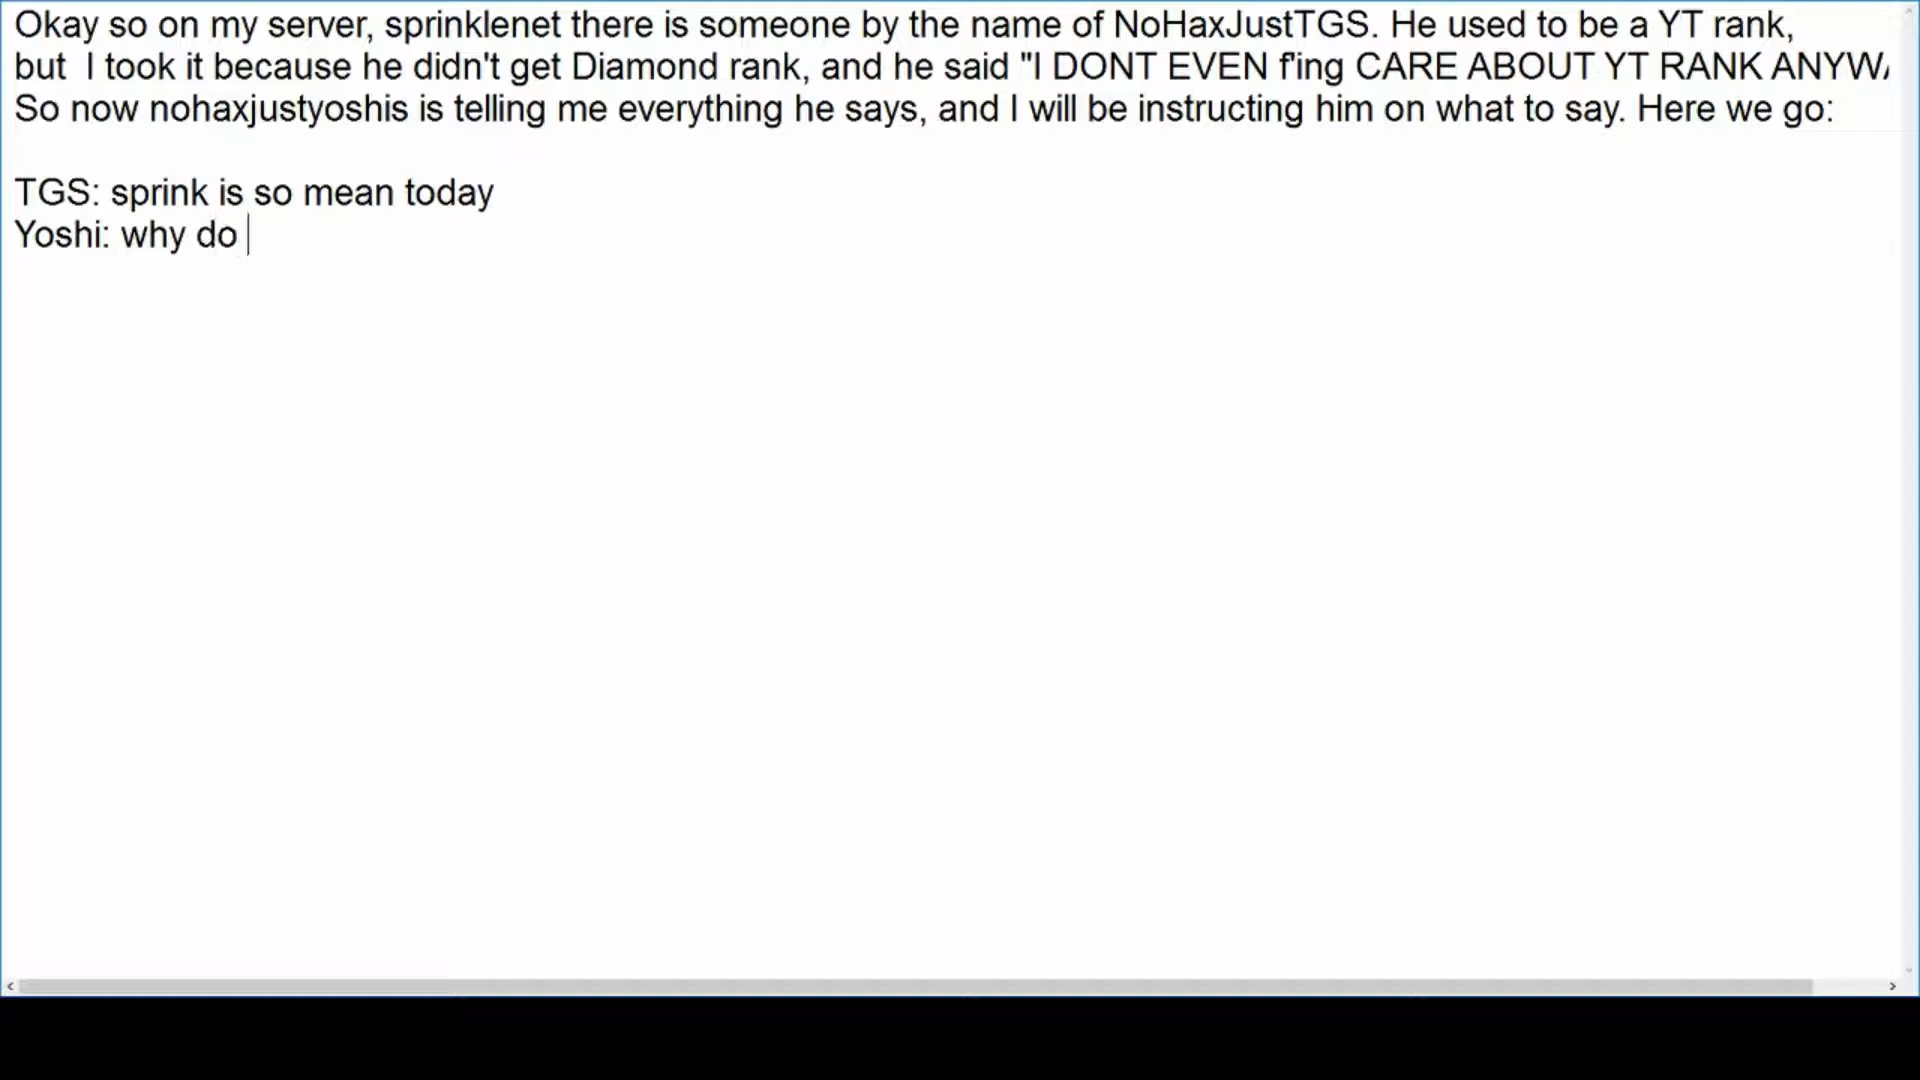 Okay so on my server, sprinklenet there is someone by the name of NoHaxJustTGS. He used to be a YT rank,
but  I took it because he didn't get Diamond rank, and he said "I DONT EVEN f'ing CARE ABOUT YT RANK
So now nohaxjustyoshis is telling me everything he says, and I will be instructing him on what to say. Here we go:
TGS: sprink is so mean today
Yoshi: why do